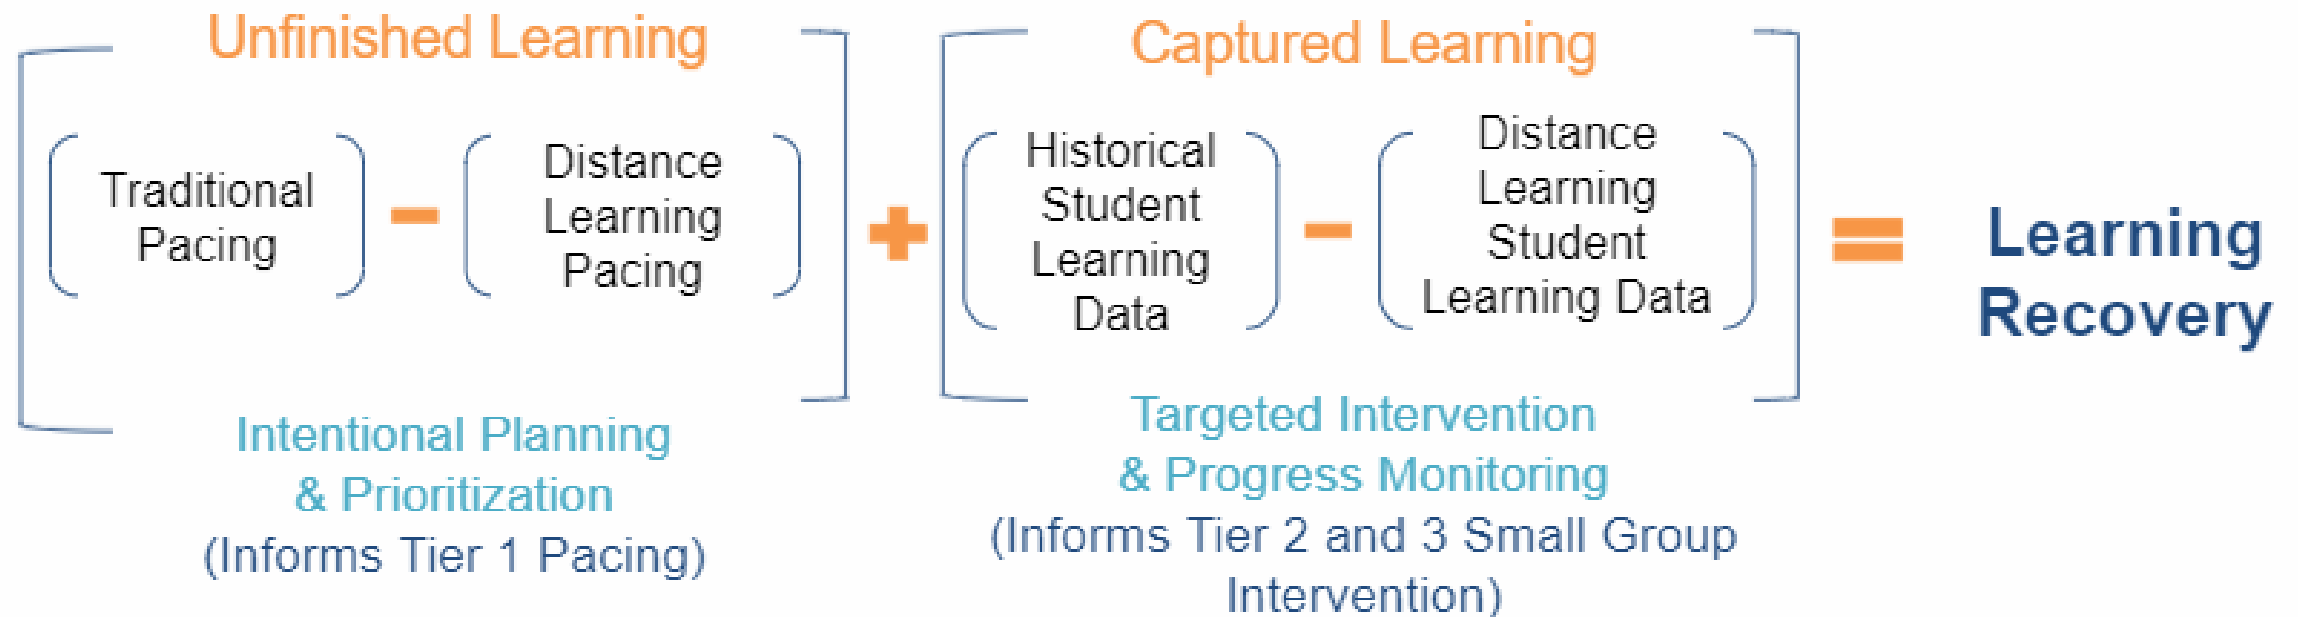 Unfinished Learning
Traditional
Pacing
-
Distance
Learning
Pacing
Intentional Planning
& Prioritization
(Informs Tier 1 Pacing)
+
Captured Learning
Historical
Student
Learning
Data
-
Distance
Learning
Student
Learning Data
Targeted Intervention
& Progress Monitoring
(Informs Tier 2 and 3 Small Group
Intervention)
=
Learning
Recovery